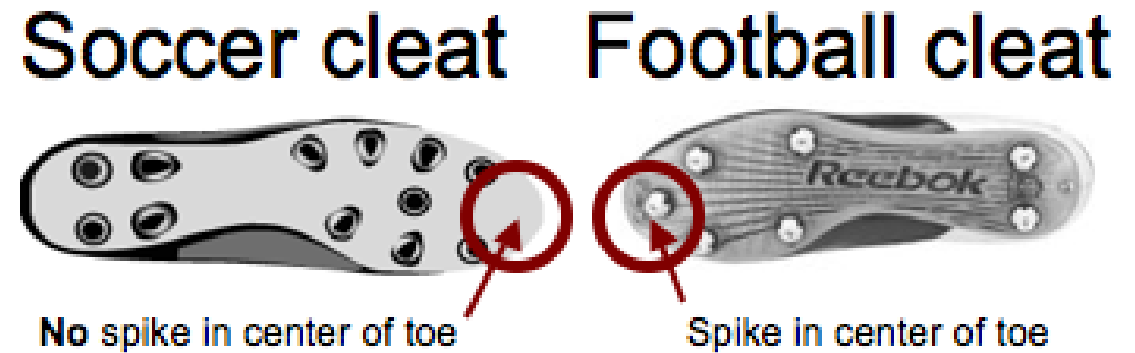 Soccer cleat
Football cleat
Reebok
No spike in center of toe
Spike in center of toe